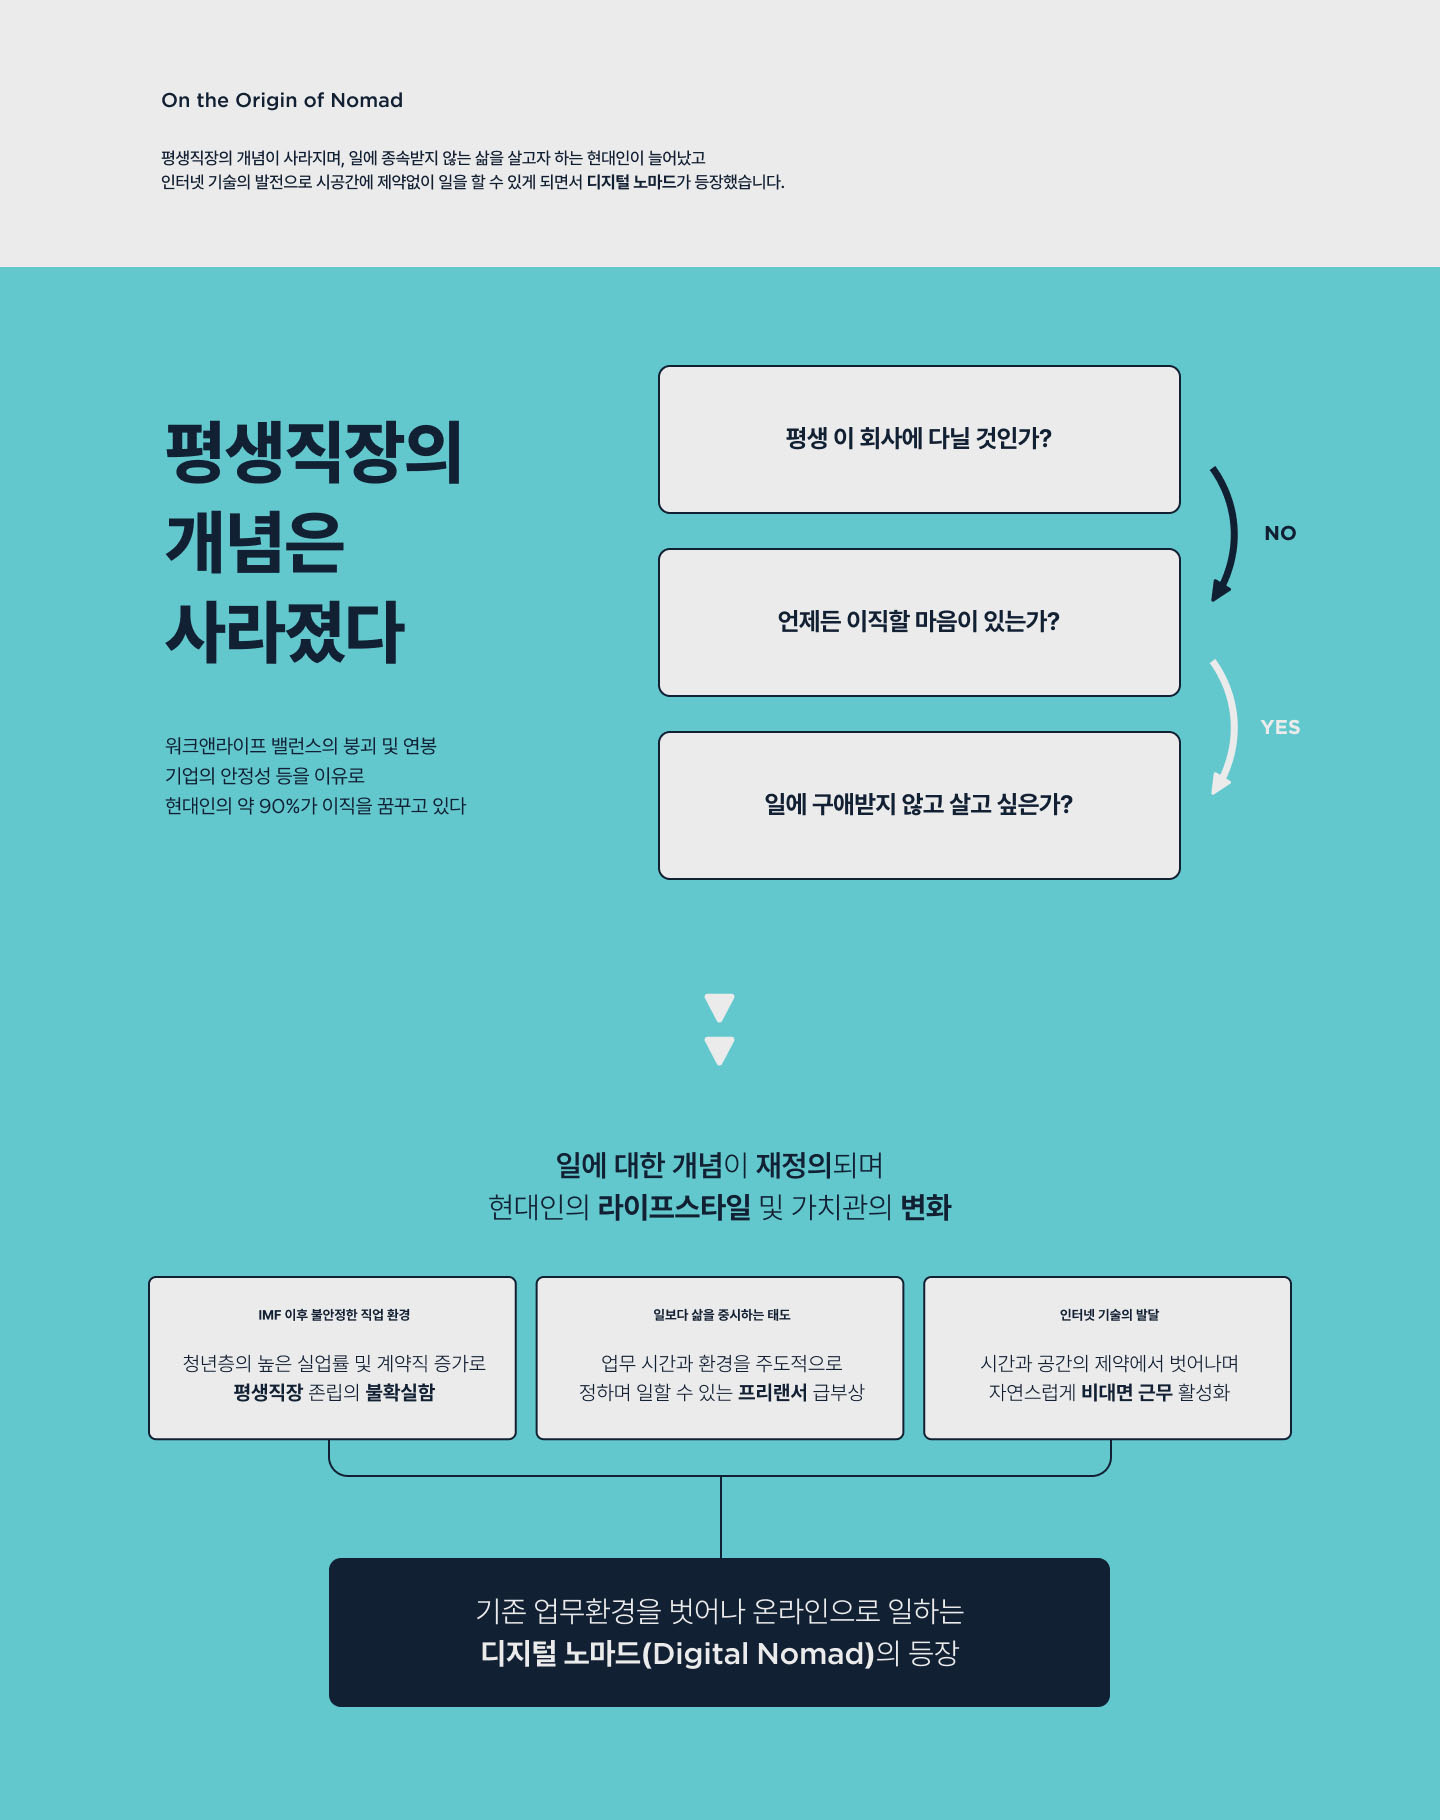 On the Origin of Nomad
평생직장의 개념이 사라지며, 일에 종속받지 않는 삶을 살고자 하는 현대인이 늘어났고
인터넷 기술의 발전으로 시공간에 제약없이 일을 할 수 있게 되면서 디지털 노마드가 등장했습니다.
평생직장의
개념은
사라졌다
워크앤라이프 밸런스의 붕괴 및 연봉
기업의 안정성 등을 이유로
현대인의 약 90%가 이직을 꿈꾸고 있다
평생 이 회사에 다닐 것인가?
NO
언제든 이직할 마음이 있는가?
YES
일에 구애받지 않고 살고 싶은가?
일에 대한 개념이 재정의되며
현대인의 라이프스타일 및 가치관의 변화
IMF 이후 불안정한 직업 환경
청년층의 높은 실업률 및 계약직 증가로
평생직장 존립의 불확실함
일보다 삶을 중시하는 태도
업무 시간과 환경을 주도적으로
정하며 일할 수 있는 프리랜서 급부상
인터넷 기술의 발달
시간과 공간의 제약에서 벗어나며
자연스럽게 비대면 근무 활성화
기존 업무환경을 벗어나 온라인으로 일하는
디지털 노마드(Digital Nomad)의 등장